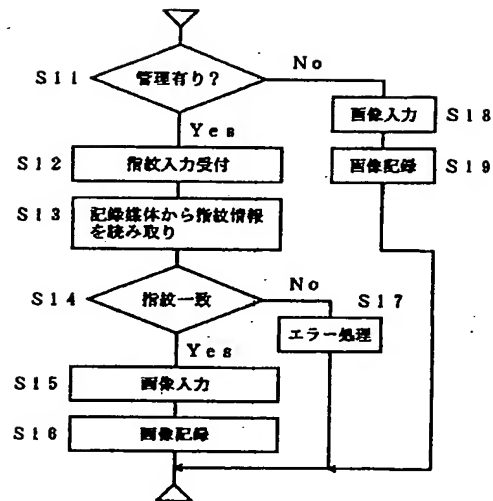 S11
管理有り?
No
Yes
画像入力
S18
S12
指紋入力受付
画像記録
S19
S13
記録媒体から指紋情報
を読み取り
S14
指紋一致
No
S17
エラー処理
Yes
S15
画像入力
S16
画像記録